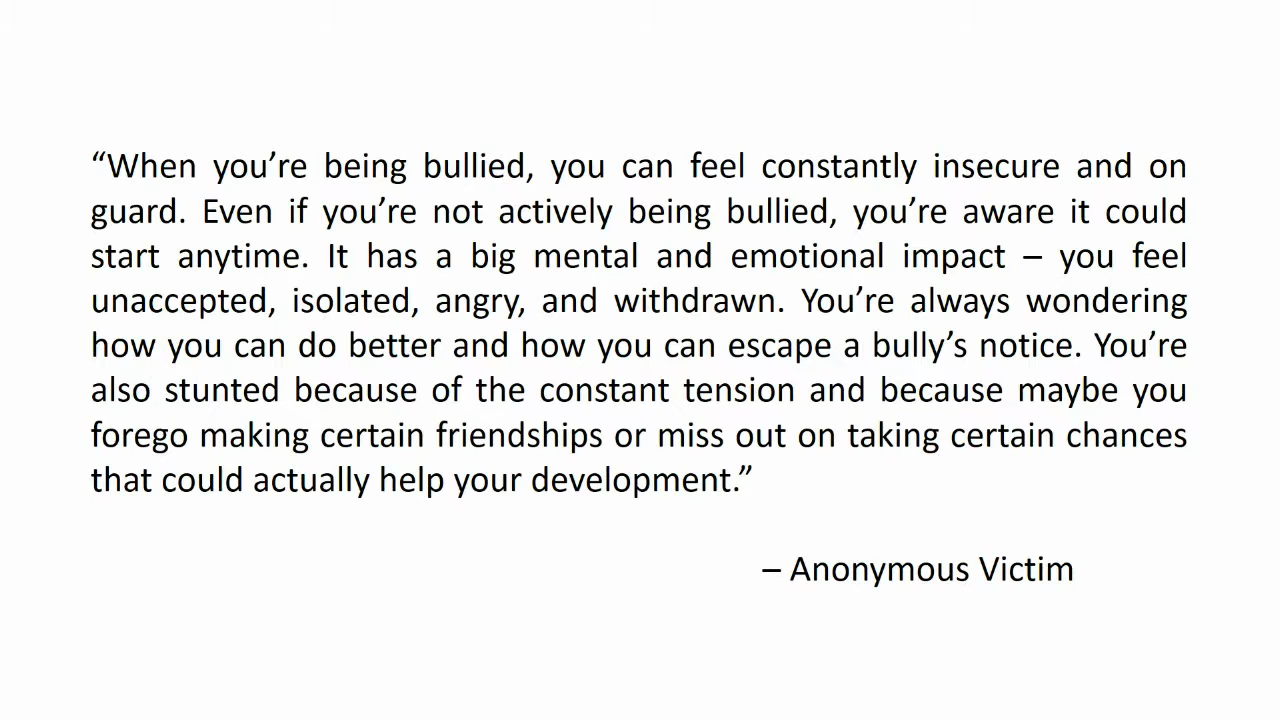 “When you’re being bullied, you can feel constantly insecure and on
guard. Even if you’re not actively being bullied, you’re aware it could
start anytime. It has a big mental and emotional impact – you feel
unaccepted, isolated, angry, and withdrawn. You’re always wondering
how you can do better and how you can escape a bully’s notice. You’re
also stunted because of the constant tension and because maybe you
forego making certain friendships or miss out on taking certain chances
that could actually help your development.”
– Anonymous Victim